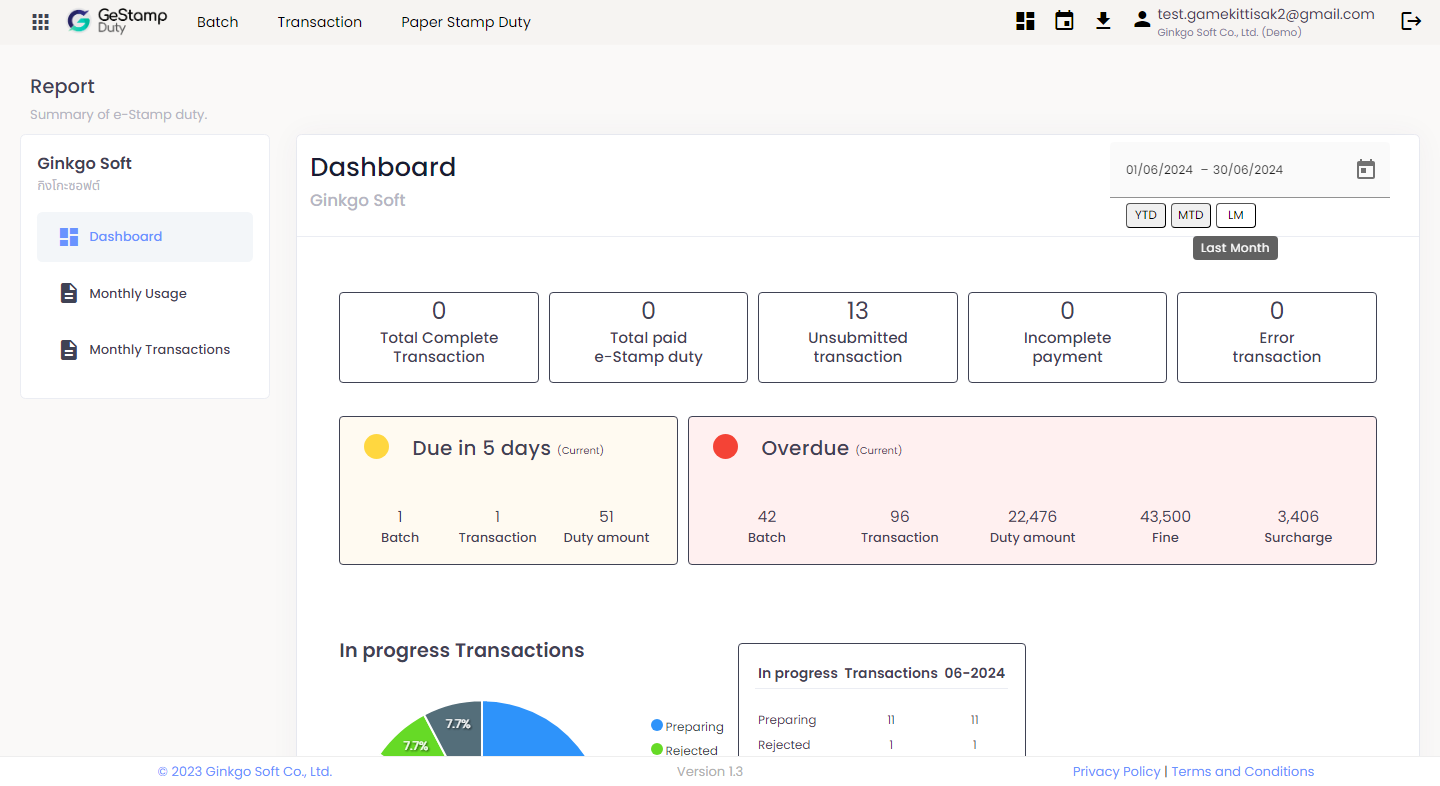 GeStamp
Duty
Batch
Transaction
Paper Stamp Duty
test.gamekittisak2@gmail.com
Ginkgo Soft Co., Ltd. (Demo)
Report
Summary of e-Stamp duty.
Ginkgo Soft
กิงโกะซอฟต์
Dashboard
Monthly Usage
Monthly Transactions
Dashboard
Ginkgo Soft
01/06/2024 – 30/06/2024
YTD
MTD
LM
Last Month
0
Total Complete
Transaction
0
Total paid
e-Stamp duty
13
Unsubmitted
transaction
0
Incomplete
payment
0
Error
transaction
Due in 5 days (Current)
1 1 51
Batch Transaction Duty amount
Overdue (Current)
42 96 22,476 43,500 3,406
Batch Transaction Duty amount Fine Surcharge
In progress Transactions
7.7%
7.7%
Preparing
Rejected
In progress Transactions 06-2024
Preparing 11 11
Rejected 1 1
© 2023 Ginkgo Soft Co., Ltd.
Version 1.3
Privacy Policy | Terms and Conditions